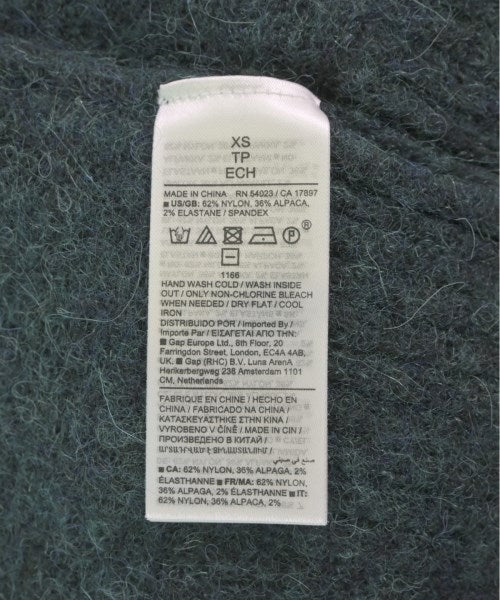 XS
TP
ECH
MADE IN CHINA RN 54023 / CA 17897
■ US/GB: 62% NYLON, 36% ALPACA,
2% ELASTANE / SPANDEX
P®
1166
HAND WASH COLD / WASH INSIDE
OUT / ONLY NON-CHLORINE BLEACH
WHEN NEEDED / DRY FLAT / COOL
IRON
DISTRIBUIDO POR / Imported By /
Importe Par / ΕΙΣΑΓΕΤΑΙ ΑΠΟ ΤΗΝ:
■ Gap Europe Ltd., 8th Floor, 20
Farringdon Street, London, EC4A 4AB,
UK. ■ Gap (RHC) B.V. Luna ArenA
Herikerbergweg 238 Amsterdam 1101
CM, Netherlands
FABRIQUE EN CHINE / HECHO EN
CHINA / FABRICADO NA CHINA /
ΚΑΤΑΣΚΕΥΑΣΤΗΚΕ ΣΤΗΝ ΚΙΝΑ /
VYROBENO V ČÍNĚ / MADE IN CIN /
ПРОИЗВЕДЕНО В КИТАЙ /
صنع في صيني
■ CA: 62% NYLON, 36% ALPAGA, 2%
ÉLASTHANNE ■ FR/MA: 62% NYLON,
36% ALPAGA, 2% ÉLASTHANNE ■ IT:
62% NYLON, 36% ALPACA, 2%